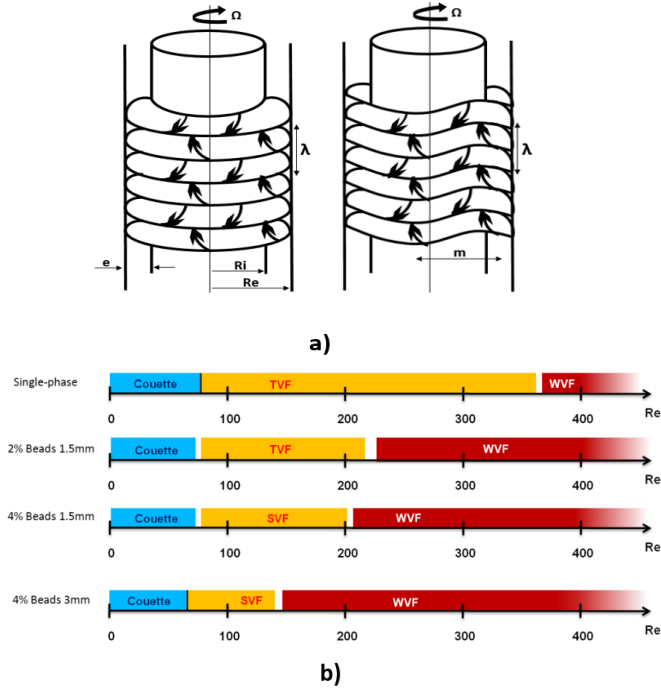 Ω Ω
λ λ
e Ri m
Re
a)
Single-phase Couette TVF WVF
0 100 200 300 400 Re
2% Beads 1.5mm Couette TVF WVF
0 100 200 300 400 Re
4% Beads 1.5mm Couette SVF WVF
0 100 200 300 400 Re
4% Beads 3mm Couette SVF WVF
0 100 200 300 400 Re
b)